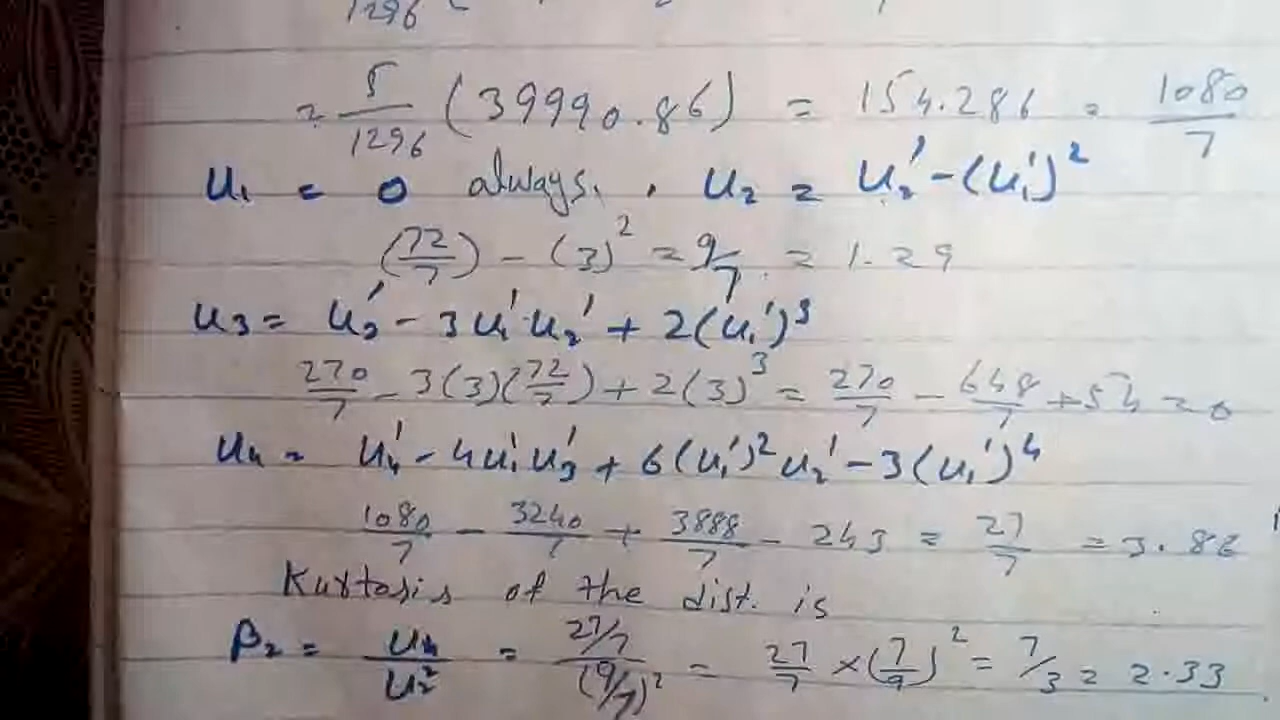 1296
= 5/1296 (39990.86) = 154.286 = 1080/7
u₁ = 0 always. , u₂ = u₂' - (u₁')²
(72/7) - (3)² = 9/7 = 1.29
u₃ = u₃' - 3u₁'u₂' + 2(u₁')³
270/7 - 3(3)(72/7) + 2(3)³ = 270/7 - 648/7 + 54 = 0
u₄ = u₄' - 4u₁'u₃' + 6(u₁')²u₂' - 3(u₁')⁴
1080/7 - 3240/7 + 3888/7 - 243 = 27/7 = 3.86
Kurtosis of the dist. is
β₂ = u₄/u₂² = (27/7)/(9/7)² = 27/7 × (7/9)² = 7/3 = 2.33